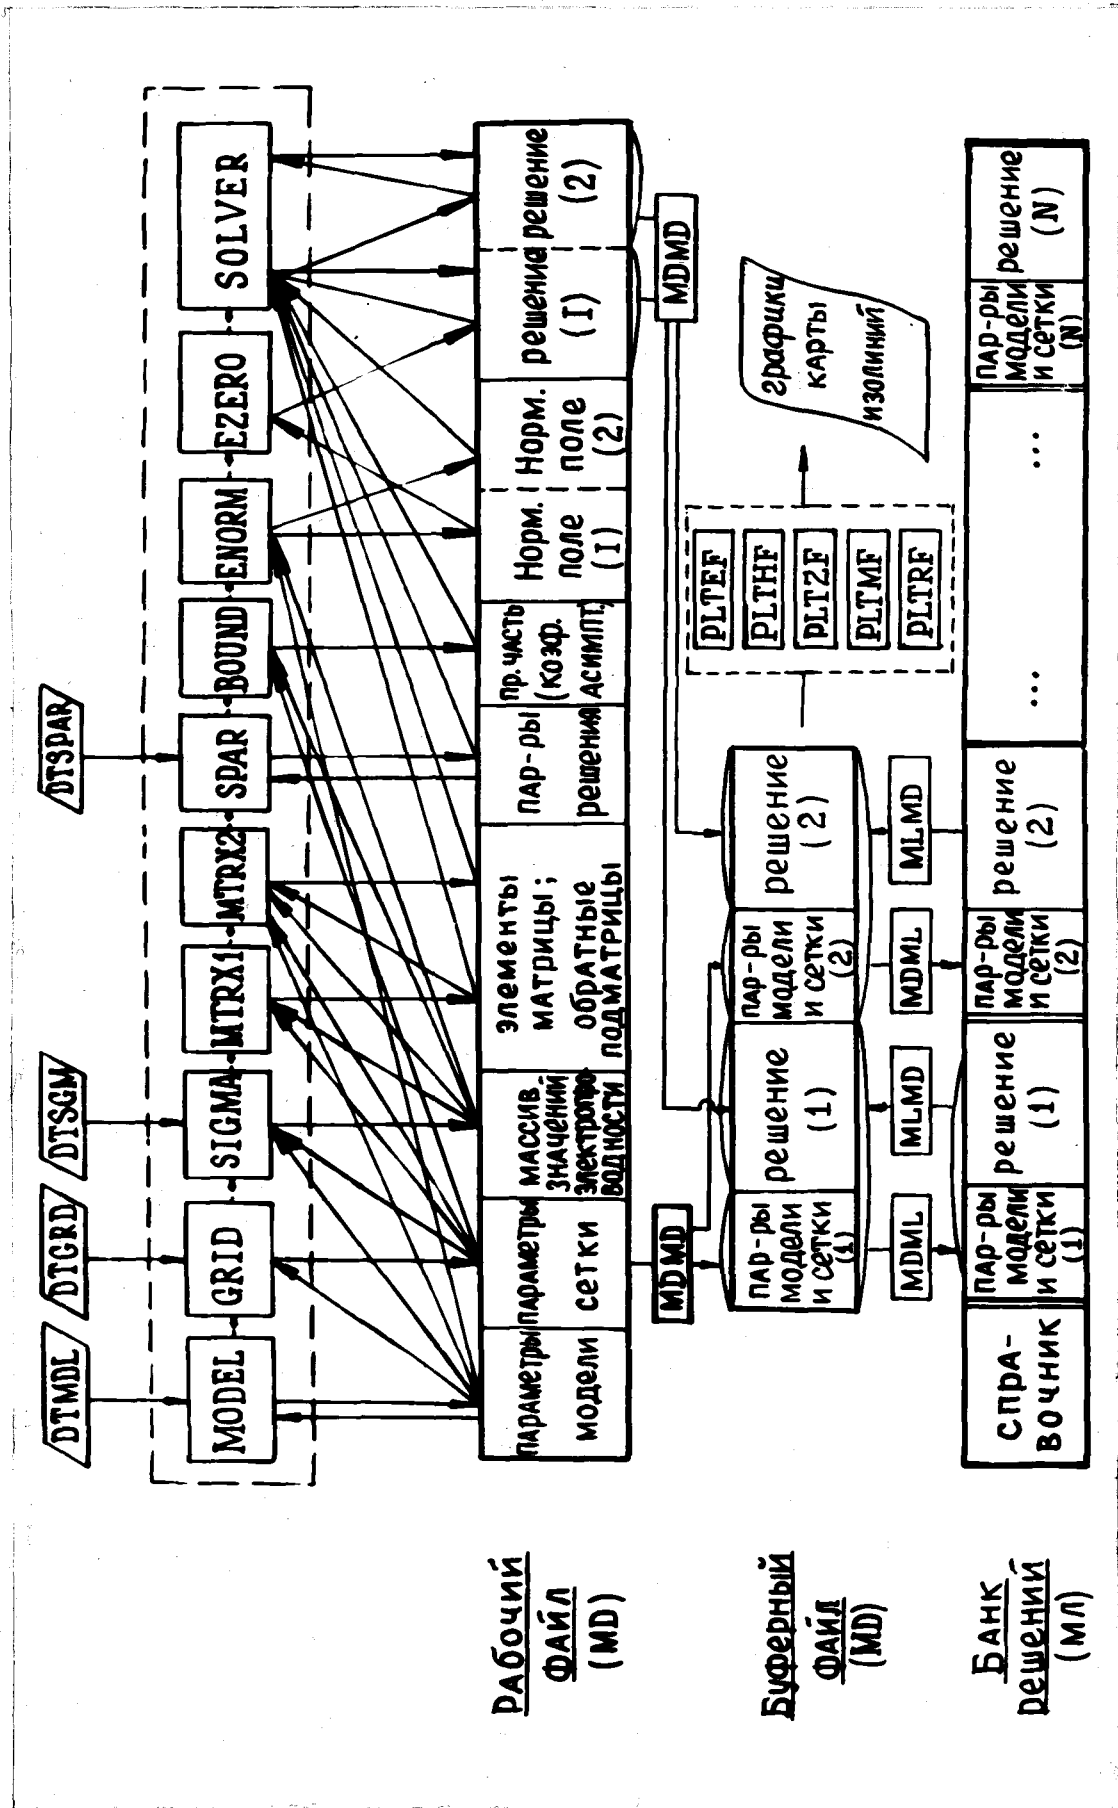 DTMDL
DTGRD
DTSGM
DTSPAR
MODEL
GRID
SIGMA
MTRX1
MTRX2
SPAR
BOUND
ENORM
EZERO
SOLVER
Рабочий
файл
(МD)
параметры
модели
параметры
сетки
массив
значений
электропро
водности
элементы
матрицы;
обратные
подматрицы
пар-ры
решения
пр. часть
(коэф.
асимпт.)
Норм.
поле
(I)
Норм.
поле
(2)
решение
(I)
решение
(2)
MDMD
MDMD
Буферный
файл
(МD)
пар-ры
модели
и сетки
(1)
решение
(1)
пар-ры
модели
и сетки
(2)
решение
(2)
PLTEF
PLTHF
PLTZF
PLTMF
PLTRF
графики
карты
изолиний
MDML
MLMD
MDML
MLMD
Банк
решений
(МЛ)
спра-
вочник
пар-ры
модели
и сетки
(1)
решение
(1)
пар-ры
модели
и сетки
(2)
решение
(2)
...
...
пар-ры
модели
и сетки
(N)
решение
(N)